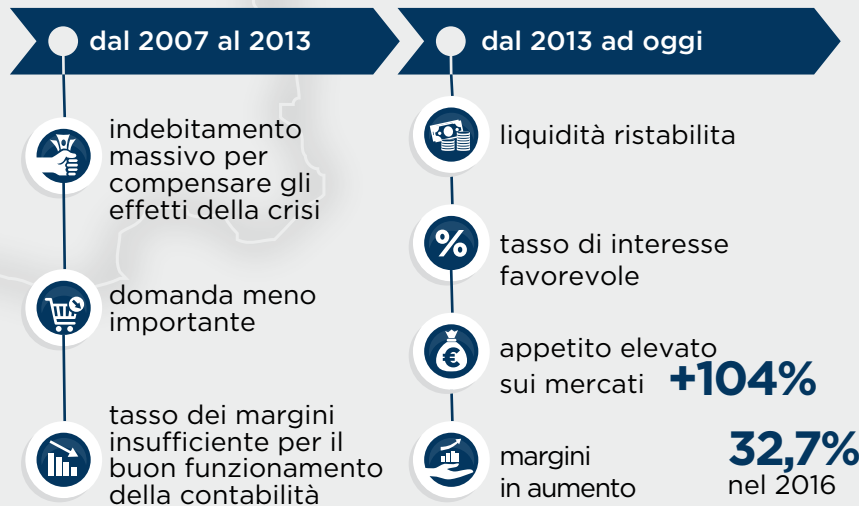 dal 2007 al 2013
indebitamento
massivo per
compensare gli
effetti della crisi
domanda meno
importante
tasso dei margini
insufficiente per il
buon funzionamento
della contabilità
dal 2013 ad oggi
liquidità ristabilita
%
tasso di interesse
favorevole
€
appetito elevato
sui mercati +104%
margini
in aumento
32,7%
nel 2016